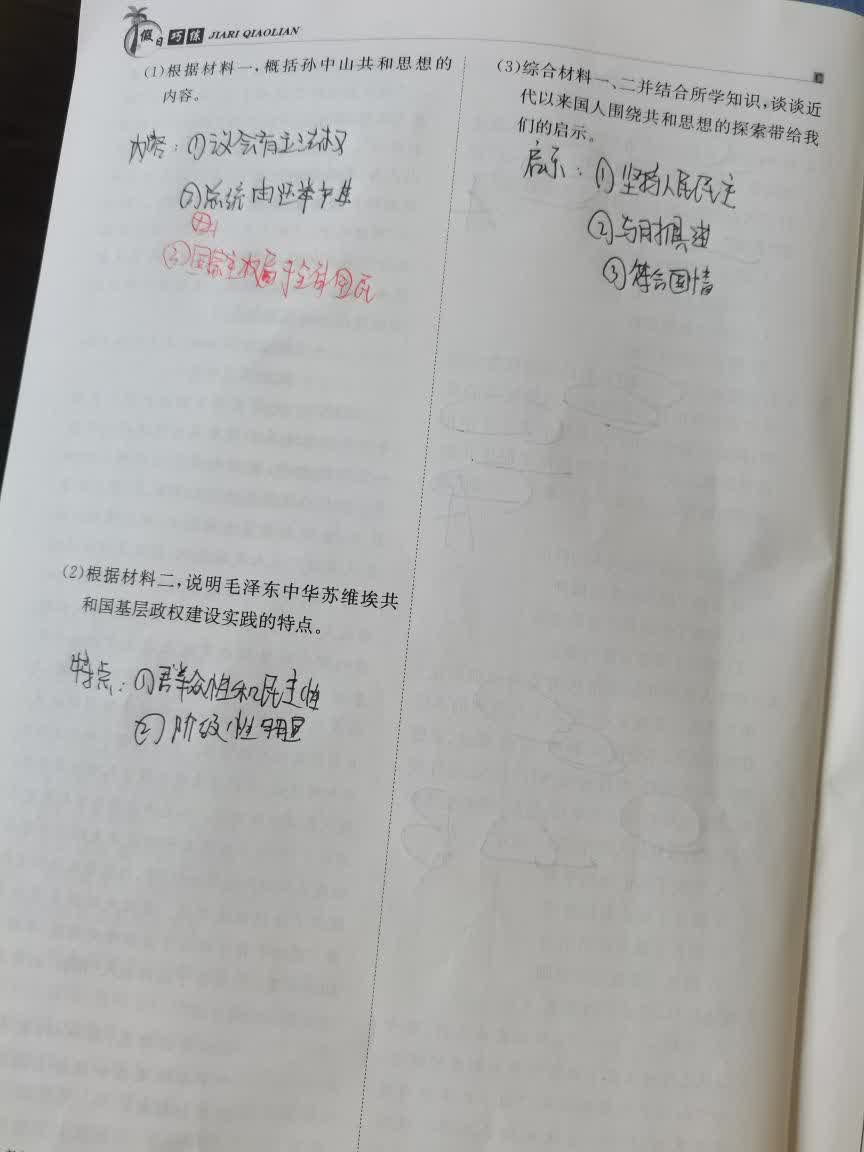 假日巧练 JIARI QIAOLIAN
(1)根据材料一,概括孙中山共和思想的
内容。
内容：①议会有立法权
②总统由选举产生
③国家主权属于全体国民
(2)根据材料二,说明毛泽东中华苏维埃共
和国基层政权建设实践的特点。
特点：①群众性和民主性
②阶级性明显
(3)综合材料一、二并结合所学知识,谈谈近
代以来国人围绕共和思想的探索带给我
们的启示。
启示：①坚持人民民主
②与时俱进
③符合国情